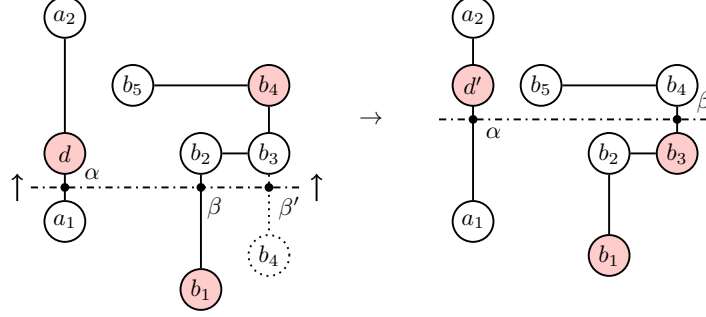 a₂ a₂
b₅ b₄ d′ b₅ b₄
→ α β
d b₂ b₃ b₂ b₃
↑ α ↑
a₁ β β′ a₁
b₄ b₁
b₁